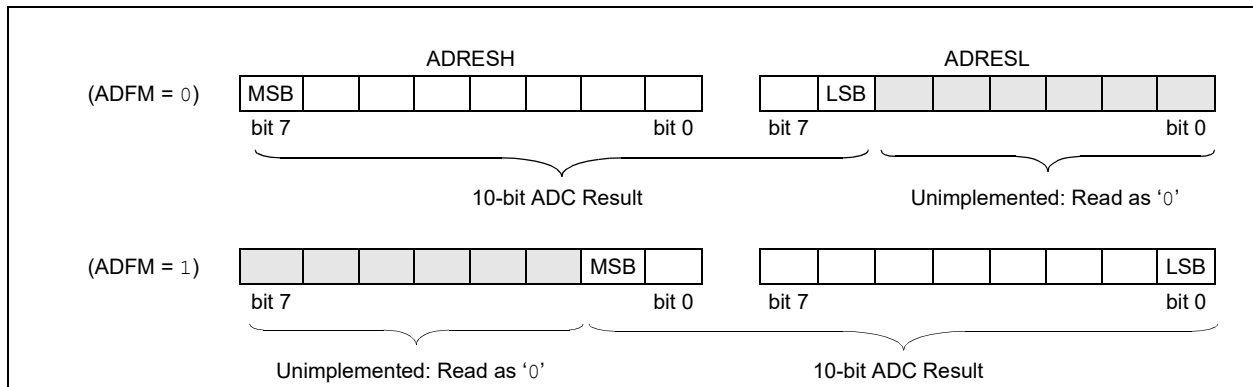 ADRESH ADRESL
(ADFM = 0) MSB LSB
bit 7 bit 0 bit 7 bit 0
10-bit ADC Result Unimplemented: Read as ‘0’
(ADFM = 1) MSB LSB
bit 7 bit 0 bit 7 bit 0
Unimplemented: Read as ‘0’ 10-bit ADC Result